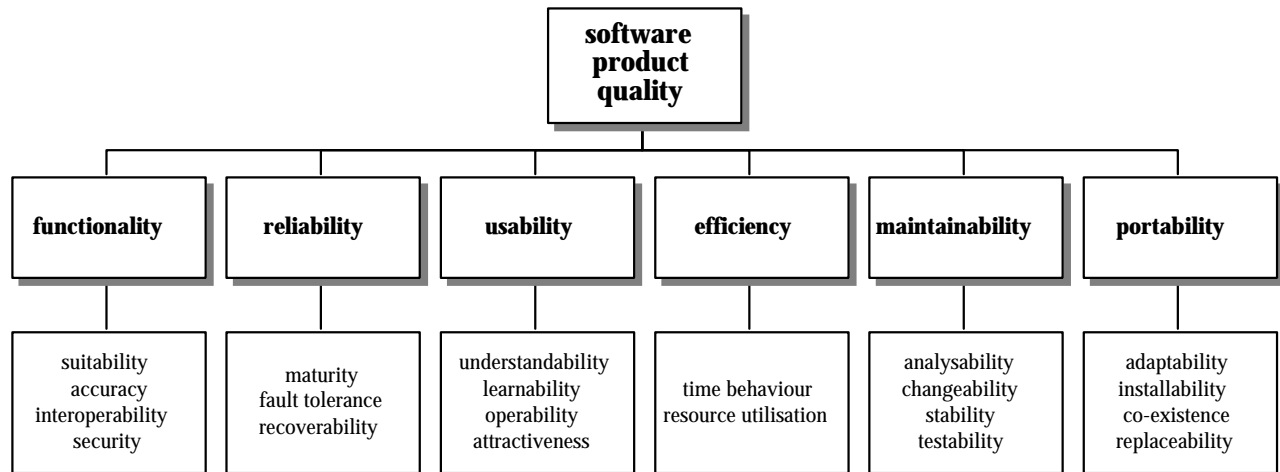 software
product
quality
functionality
reliability
usability
efficiency
maintainability
portability
suitability
accuracy
interoperability
security
maturity
fault tolerance
recoverability
understandability
learnability
operability
attractiveness
time behaviour
resource utilisation
analysability
changeability
stability
testability
adaptability
installability
co-existence
replaceability